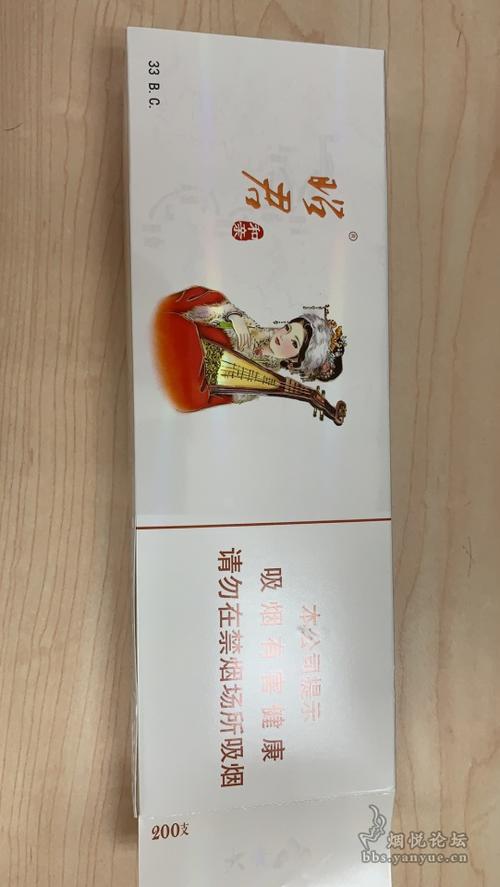 33 B.C.
昭君
®
和亲
本公司提示
吸烟有害健康
请勿在禁烟场所吸烟
200支
烟悦论坛
bbs.yanyue.cn